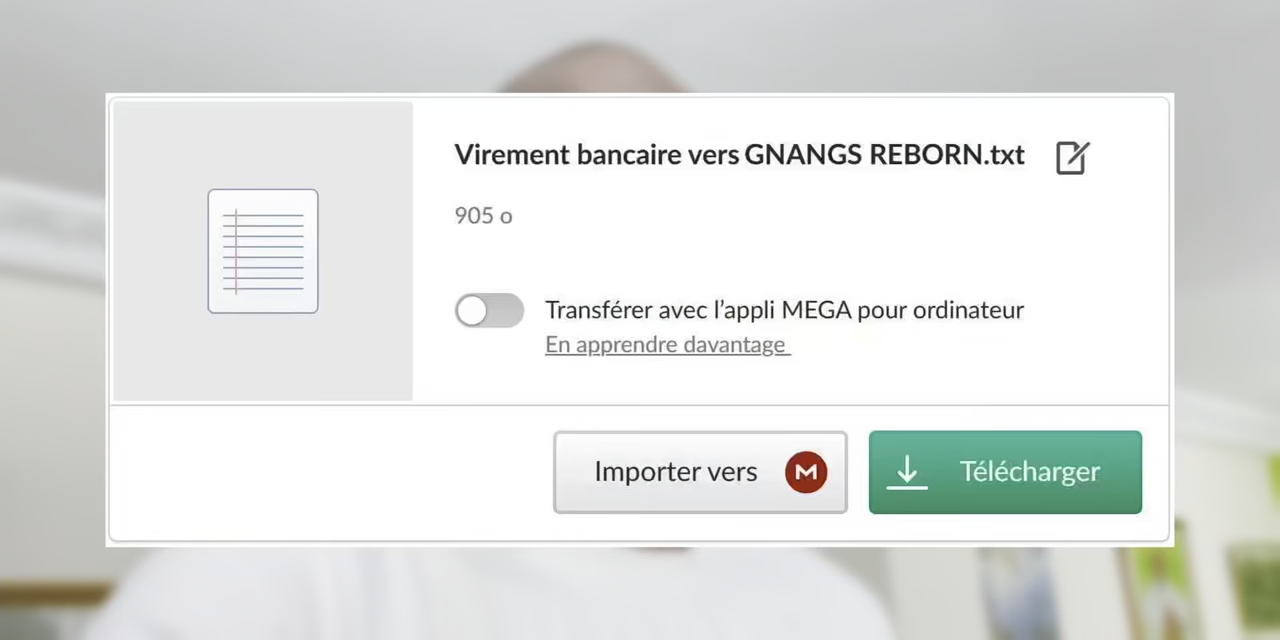 Virement bancaire vers GNANGS REBORN.txt
905 o
Transférer avec l’appli MEGA pour ordinateur
En apprendre davantage
Importer vers M
Télécharger